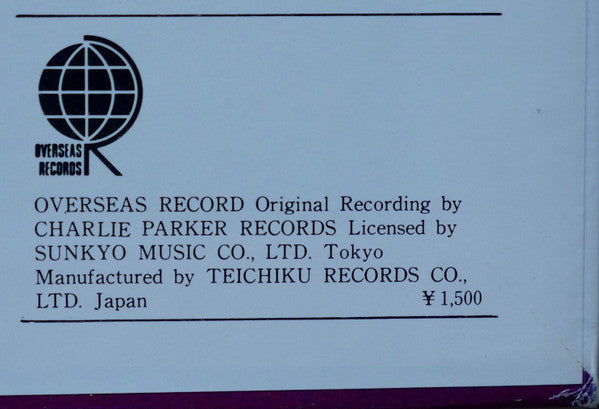 OVERSEAS
RECORDS
OVERSEAS RECORD Original Recording by
CHARLIE PARKER RECORDS Licensed by
SUNKYO MUSIC CO., LTD. Tokyo
Manufactured by TEICHIKU RECORDS CO.,
LTD. Japan ¥1,500